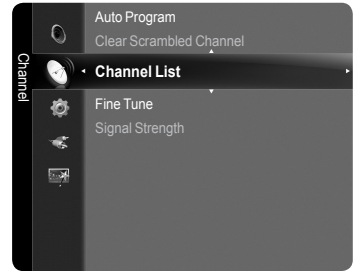 Channel
Auto Program
Clear Scrambled Channel
Channel List
Fine Tune
Signal Strength